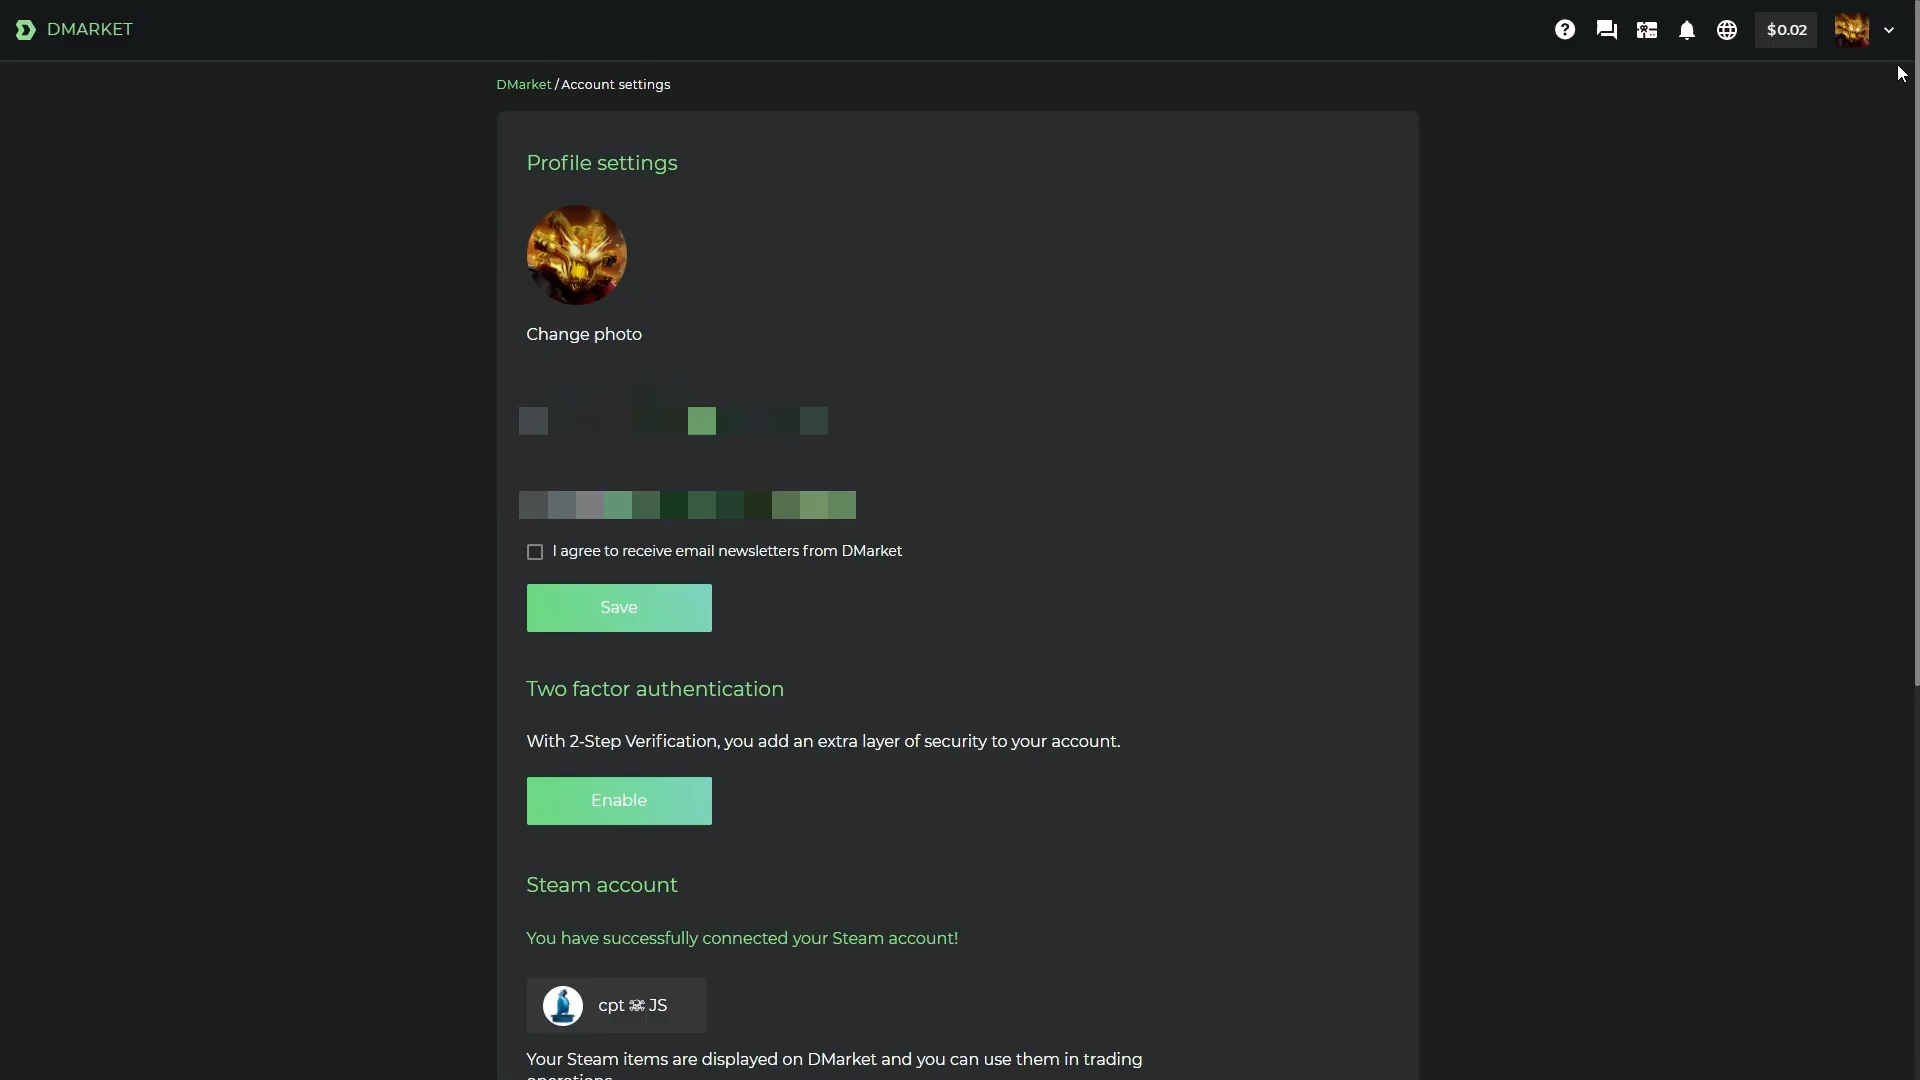 DMARKET
$0.02
DMarket / Account settings
Profile settings
Change photo
I agree to receive email newsletters from DMarket
Save
Two factor authentication
With 2-Step Verification, you add an extra layer of security to your account.
Enable
Steam account
You have successfully connected your Steam account!
cpt ☠ JS
Your Steam items are displayed on DMarket and you can use them in trading